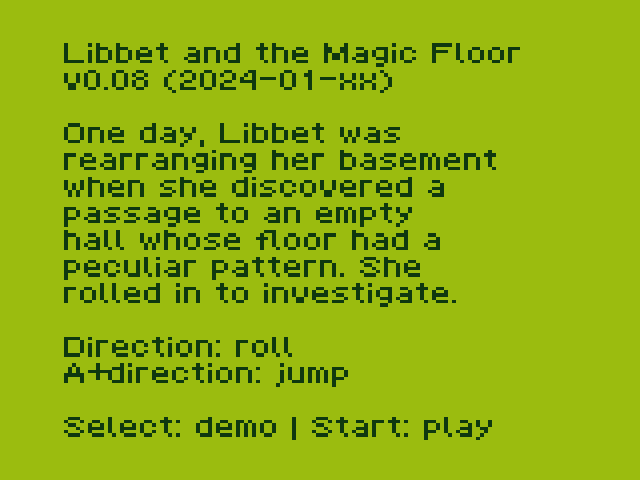 Libbet and the Magic Floor
v0.08 (2024-01-xx)
One day, Libbet was
rearranging her basement
when she discovered a
passage to an empty
hall whose floor had a
peculiar pattern. She
rolled in to investigate.
Direction: roll
A+direction: jump
Select: demo | Start: play